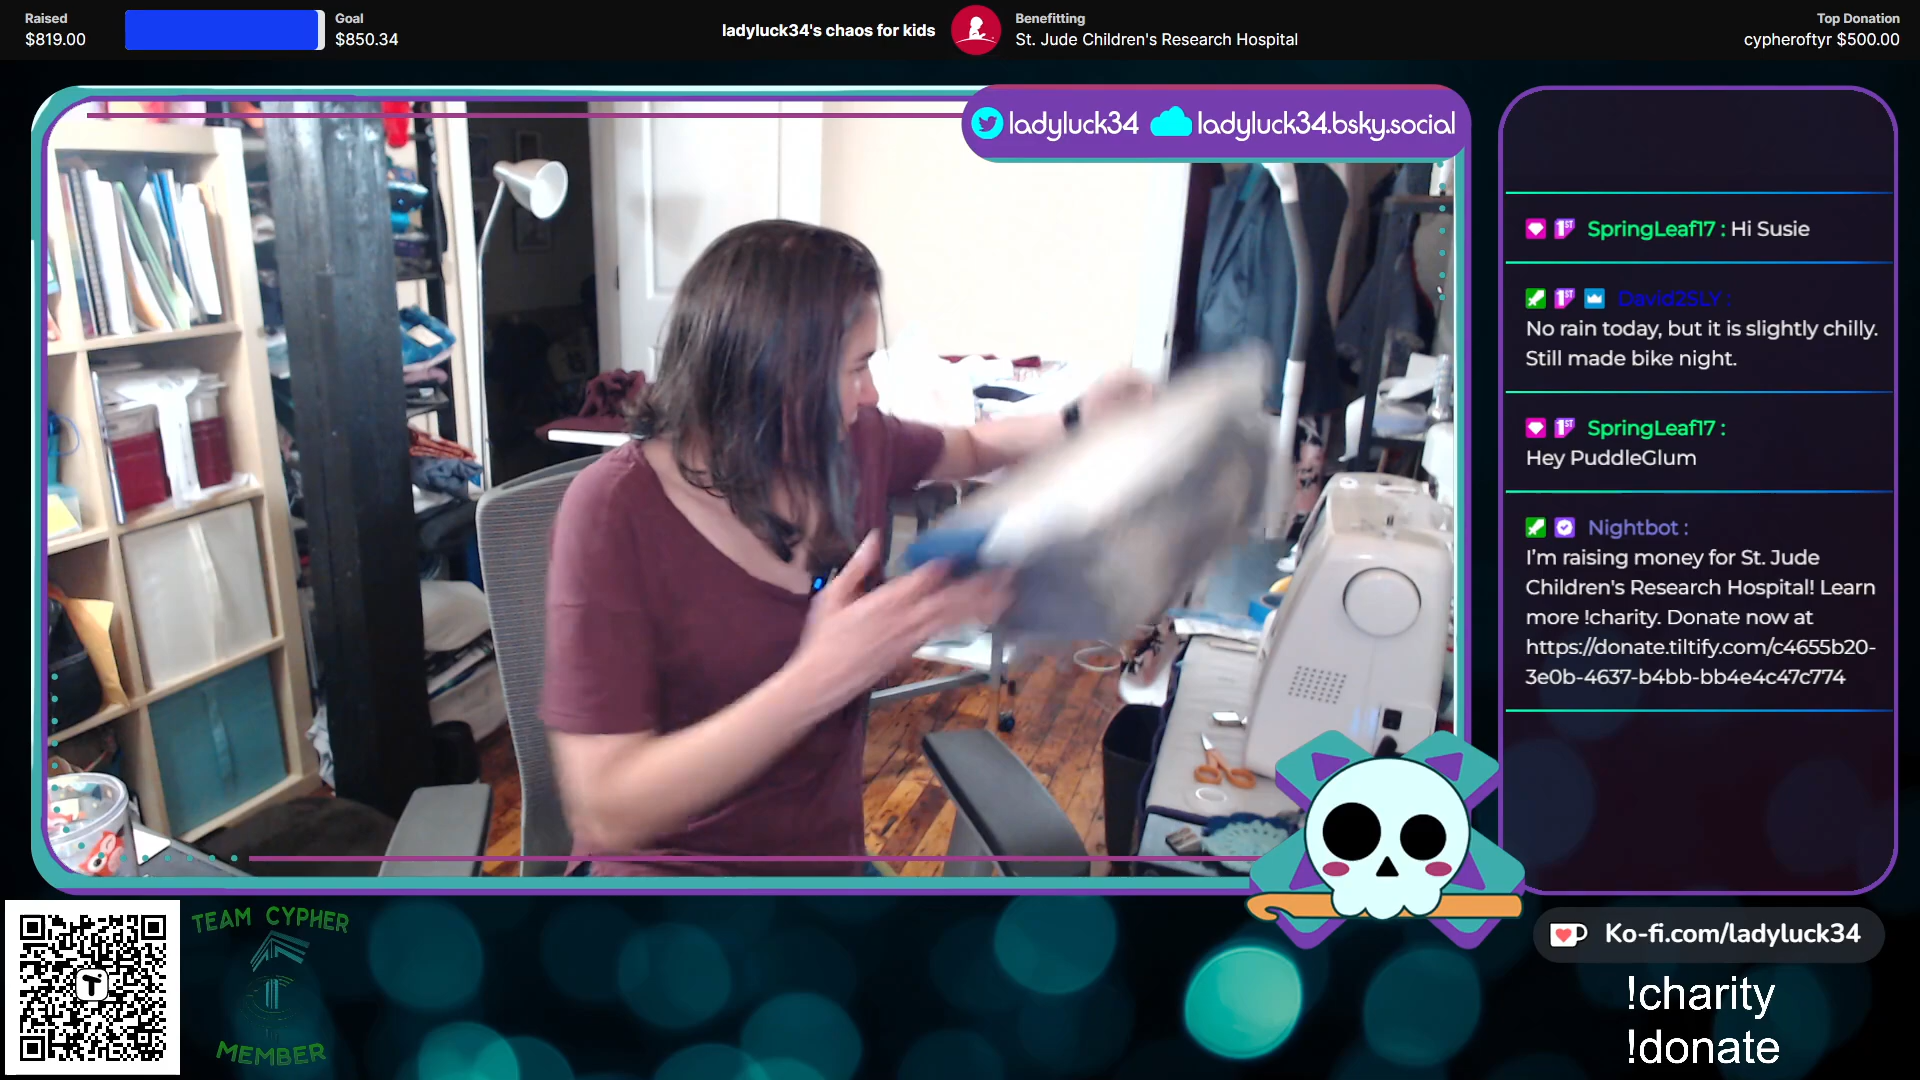 Raised
$819.00
Goal
$850.34
ladyluck34's chaos for kids
Benefitting
St. Jude Children's Research Hospital
Top Donation
cypheroftyr $500.00
ladyluck34 ladyluck34.bsky.social
SpringLeaf17 : Hi Susie
David2SLY :
No rain today, but it is slightly chilly.
Still made bike night.
SpringLeaf17 :
Hey PuddleGlum
Nightbot :
I'm raising money for St. Jude
Children's Research Hospital! Learn
more !charity. Donate now at
https://donate.tiltify.com/c4655b20-
3e0b-4637-b4bb-bb4e4c47c774
TEAM CYPHER
MEMBER
Ko-fi.com/ladyluck34
!charity
!donate